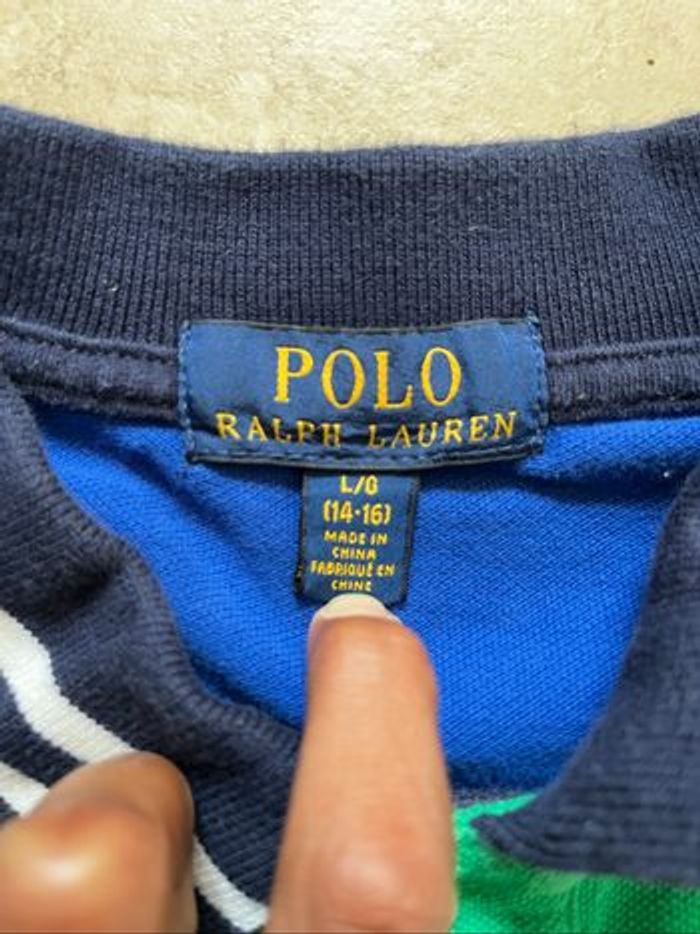 POLO
RALPH LAUREN
L/G
(14-16)
MADE IN
CHINA
FABRIQUÉ EN
CHINE